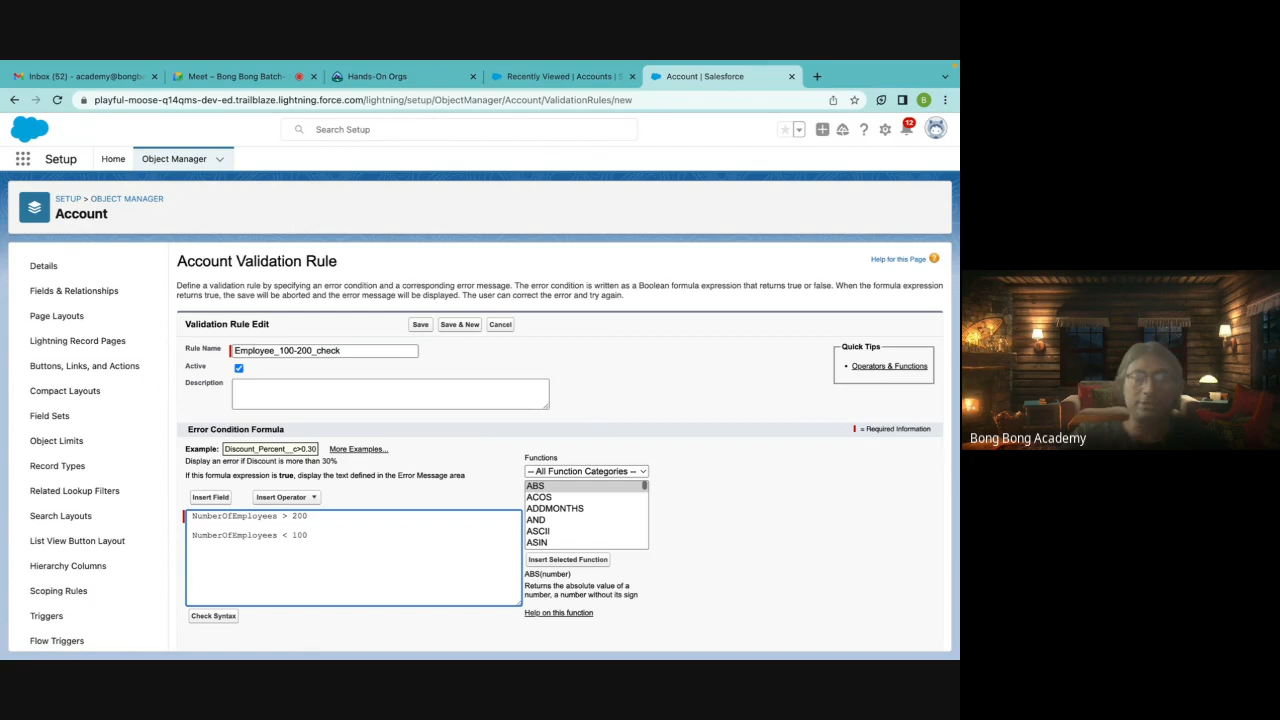 Inbox (52) - academy@bongb
Meet – Bong Bong Batch-
Hands-On Orgs
Recently Viewed | Accounts | S
Account | Salesforce
playful-moose-q14qms-dev-ed.trailblaze.lightning.force.com/lightning/setup/ObjectManager/Account/ValidationRules/new
B
Search Setup
12
Setup
Home
Object Manager
SETUP > OBJECT MANAGER
Account
Details
Fields & Relationships
Page Layouts
Lightning Record Pages
Buttons, Links, and Actions
Compact Layouts
Field Sets
Object Limits
Record Types
Related Lookup Filters
Search Layouts
List View Button Layout
Hierarchy Columns
Scoping Rules
Triggers
Flow Triggers
Account Validation Rule
Help for this Page
Define a validation rule by specifying an error condition and a corresponding error message. The error condition is written as a Boolean formula expression that returns true or false. When the formula expression
returns true, the save will be aborted and the error message will be displayed. The user can correct the error and try again.
Validation Rule Edit
Save
Save & New
Cancel
Rule Name
Employee_100-200_check
Active
Description
Quick Tips
• Operators & Functions
Error Condition Formula
= Required Information
Example:
Discount_Percent__c>0.30
More Examples...
Display an error if Discount is more than 30%
If this formula expression is true, display the text defined in the Error Message area
Insert Field
Insert Operator
NumberOfEmployees > 200
NumberOfEmployees < 100
Check Syntax
Functions
-- All Function Categories --
ABS
ACOS
ADDMONTHS
AND
ASCII
ASIN
Insert Selected Function
ABS(number)
Returns the absolute value of a
number, a number without its sign
Help on this function
Bong Bong Academy